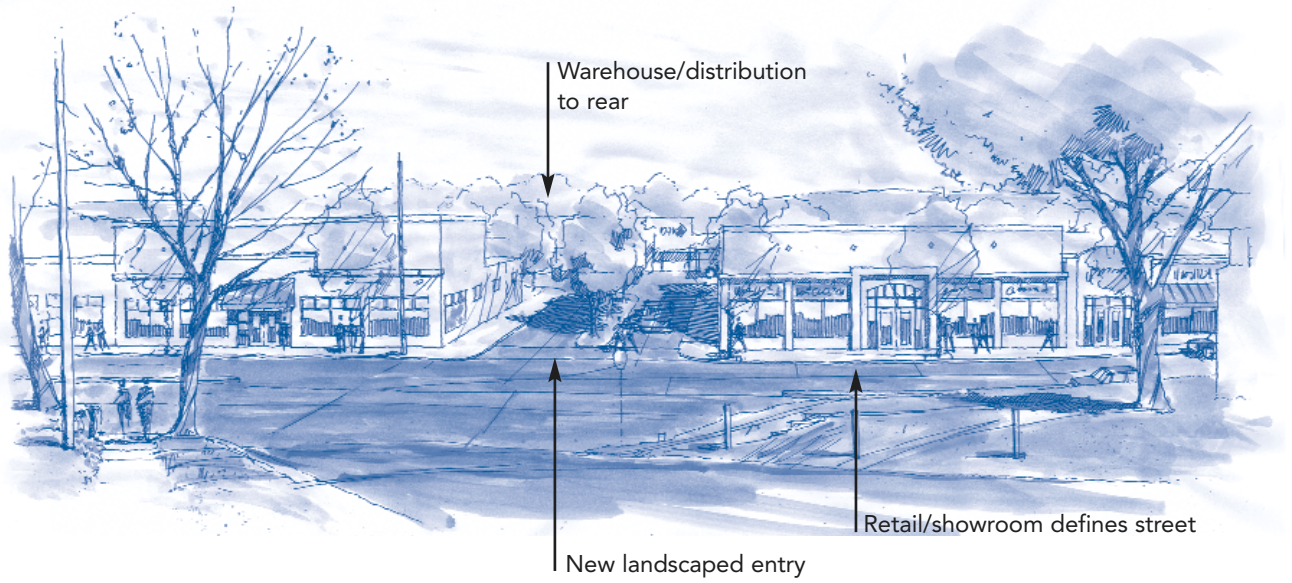 Warehouse/distribution
to rear
Retail/showroom defines street
New landscaped entry